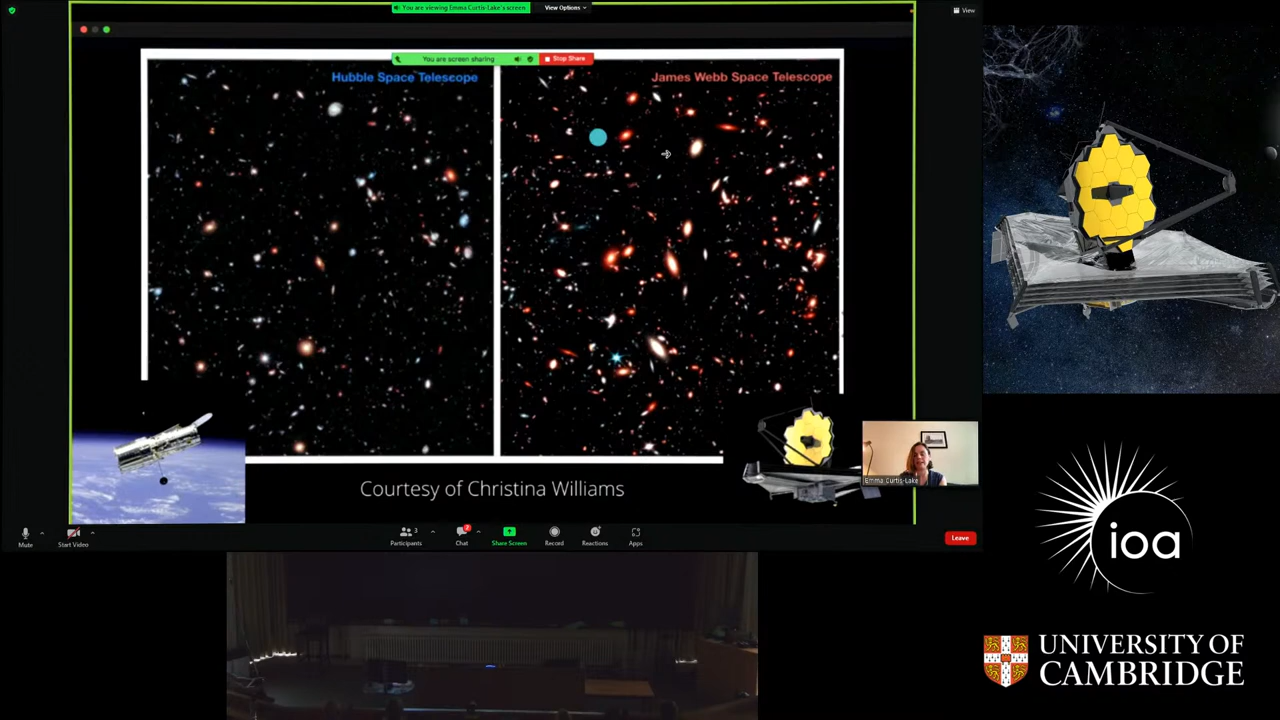 You are viewing Emma Curtis-Lake's screen
View Options
View
You are screen sharing
Stop Share
Hubble Space Telescope
James Webb Space Telescope
Emma Curtis-Lake
Courtesy of Christina Williams
Mute
Start Video
Participants
3
Chat
Share Screen
Record
Reactions
Apps
Leave
ioa
UNIVERSITY OF
CAMBRIDGE